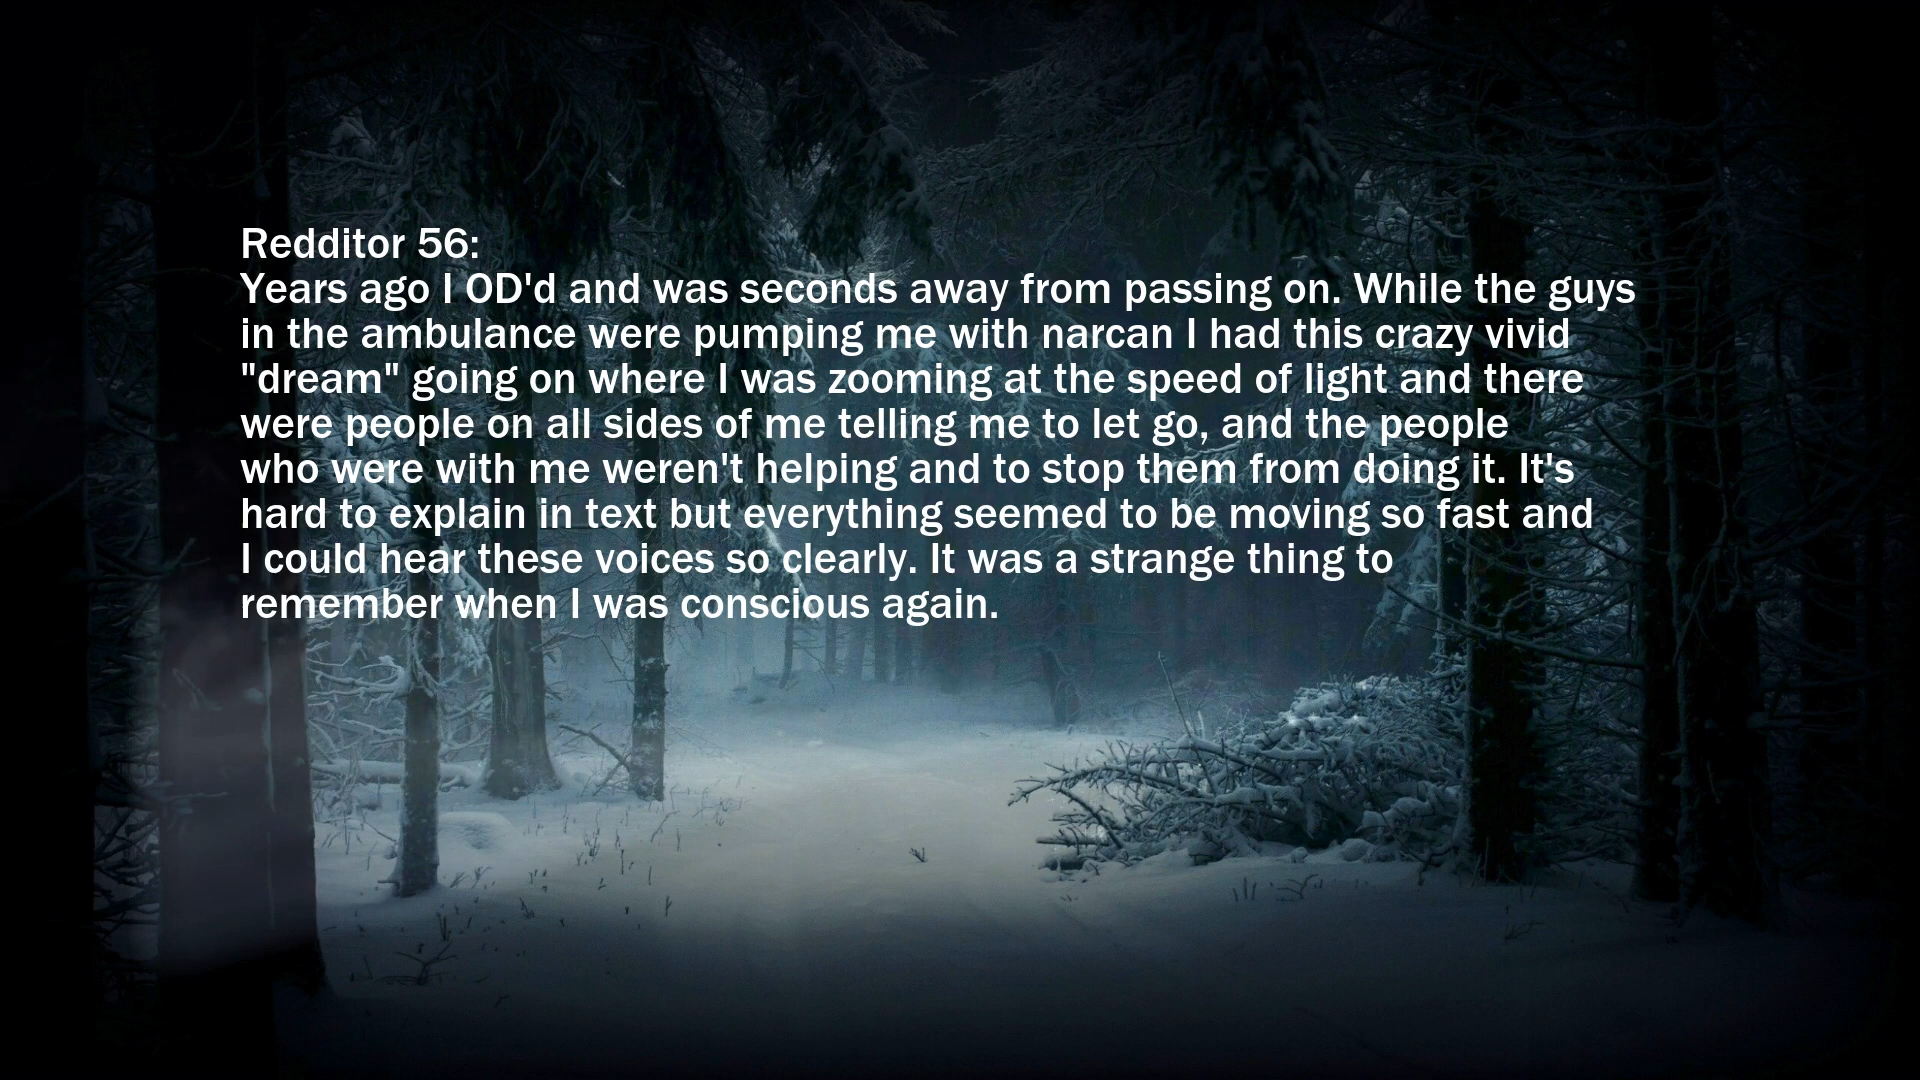 Redditor 56:
Years ago I OD'd and was seconds away from passing on. While the guys
in the ambulance were pumping me with narcan I had this crazy vivid
"dream" going on where I was zooming at the speed of light and there
were people on all sides of me telling me to let go, and the people
who were with me weren't helping and to stop them from doing it. It's
hard to explain in text but everything seemed to be moving so fast and
I could hear these voices so clearly. It was a strange thing to
remember when I was conscious again.